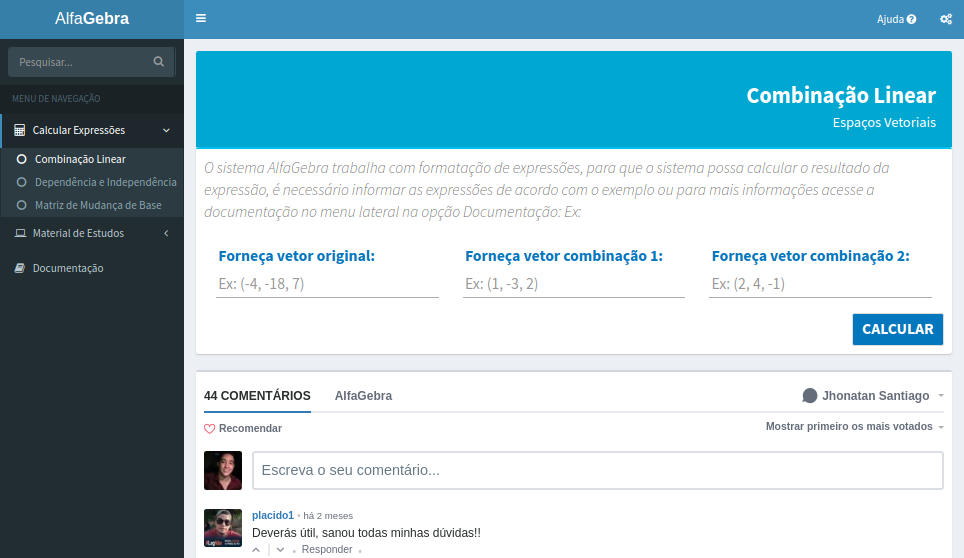 AlfaGebra
Ajuda
Pesquisar...
MENU DE NAVEGAÇÃO
Calcular Expressões
Combinação Linear
Dependência e Independência
Matriz de Mudança de Base
Material de Estudos
Documentação
Combinação Linear
Espaços Vetoriais
O sistema AlfaGebra trabalha com formatação de expressões, para que o sistema possa calcular o resultado da
expressão, é necessário informar as expressões de acordo com o exemplo ou para mais informações acesse a
documentação no menu lateral na opção Documentação: Ex:
Forneça vetor original: Forneça vetor combinação 1: Forneça vetor combinação 2:
Ex: (-4, -18, 7) Ex: (1, -3, 2) Ex: (2, 4, -1)
CALCULAR
44 COMENTÁRIOS AlfaGebra Jhonatan Santiago
Recomendar Mostrar primeiro os mais votados
Escreva o seu comentário...
placido1 • há 2 meses
Deverás útil, sanou todas minhas dúvidas!!
Responder